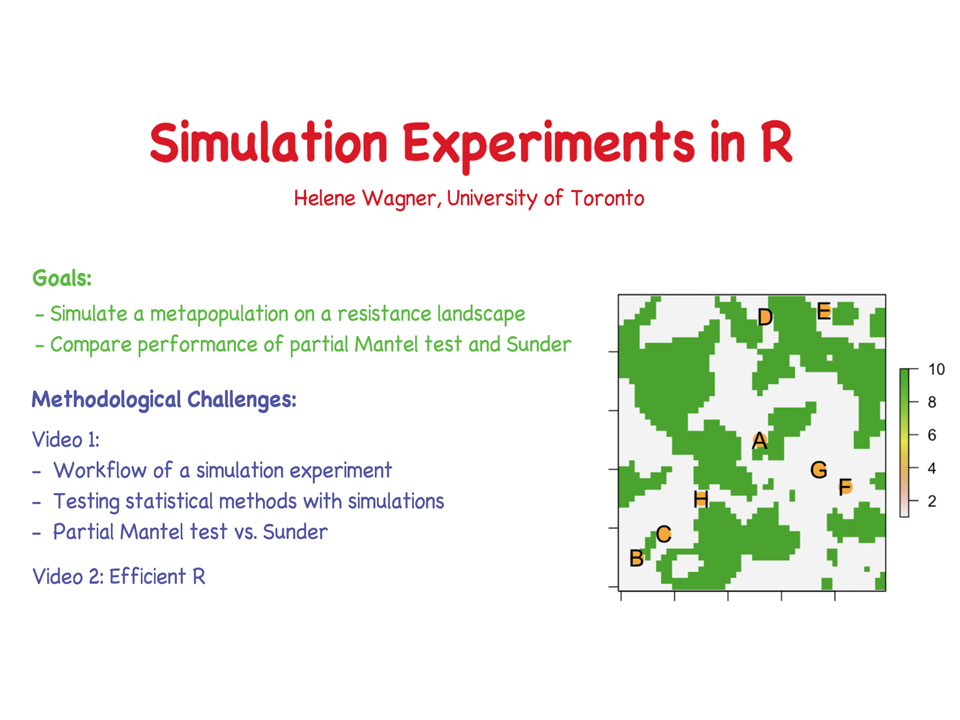 Simulation Experiments in R
Helene Wagner, University of Toronto
Goals:
- Simulate a metapopulation on a resistance landscape
- Compare performance of partial Mantel test and Sunder
Methodological Challenges:
Video 1:
- Workflow of a simulation experiment
- Testing statistical methods with simulations
- Partial Mantel test vs. Sunder
Video 2: Efficient R
D
E
A
G
F
H
C
B
10
8
6
4
2